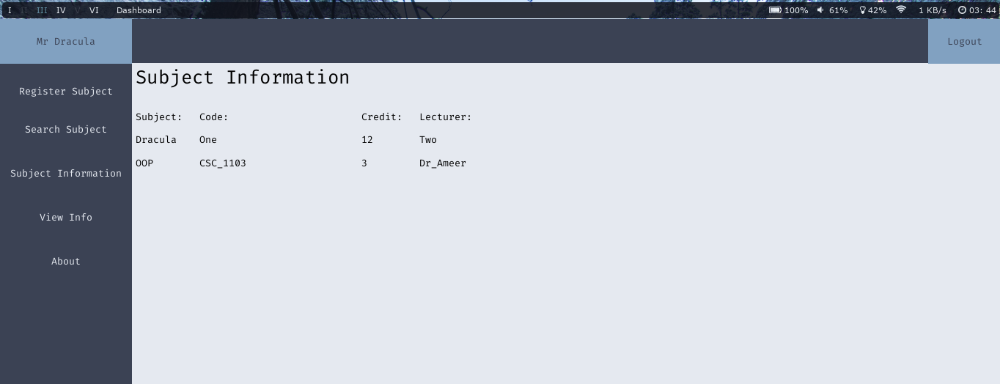 I II III IV V VI Dashboard 100% 61% 42% 1 KB/s 03: 44
Mr Dracula Logout
Subject Information
Register Subject
Search Subject
Subject Information
View Info
About
Subject: Code: Credit: Lecturer:
Dracula One 12 Two
OOP CSC_1103 3 Dr_Ameer